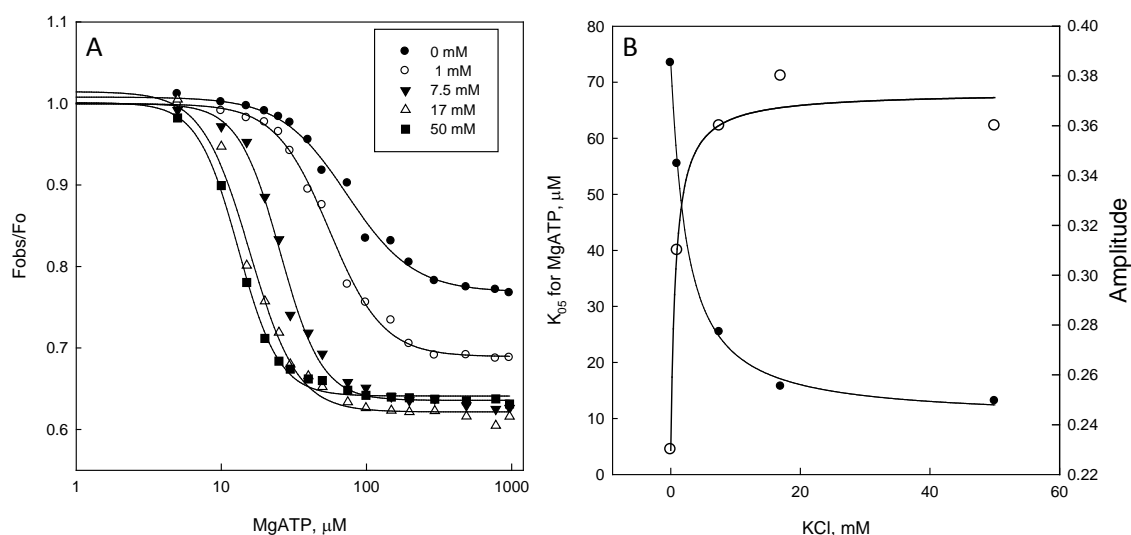 A
1.1
1.0
0.9
0.8
0.7
0.6
Fobs/Fo
1
10
100
1000
MgATP, μM
0 mM
1 mM
7.5 mM
17 mM
50 mM
B
80
70
60
50
40
30
20
10
0
K05 for MgATP, μM
0.40
0.38
0.36
0.34
0.32
0.30
0.28
0.26
0.24
0.22
Amplitude
0
20
40
60
KCl, mM